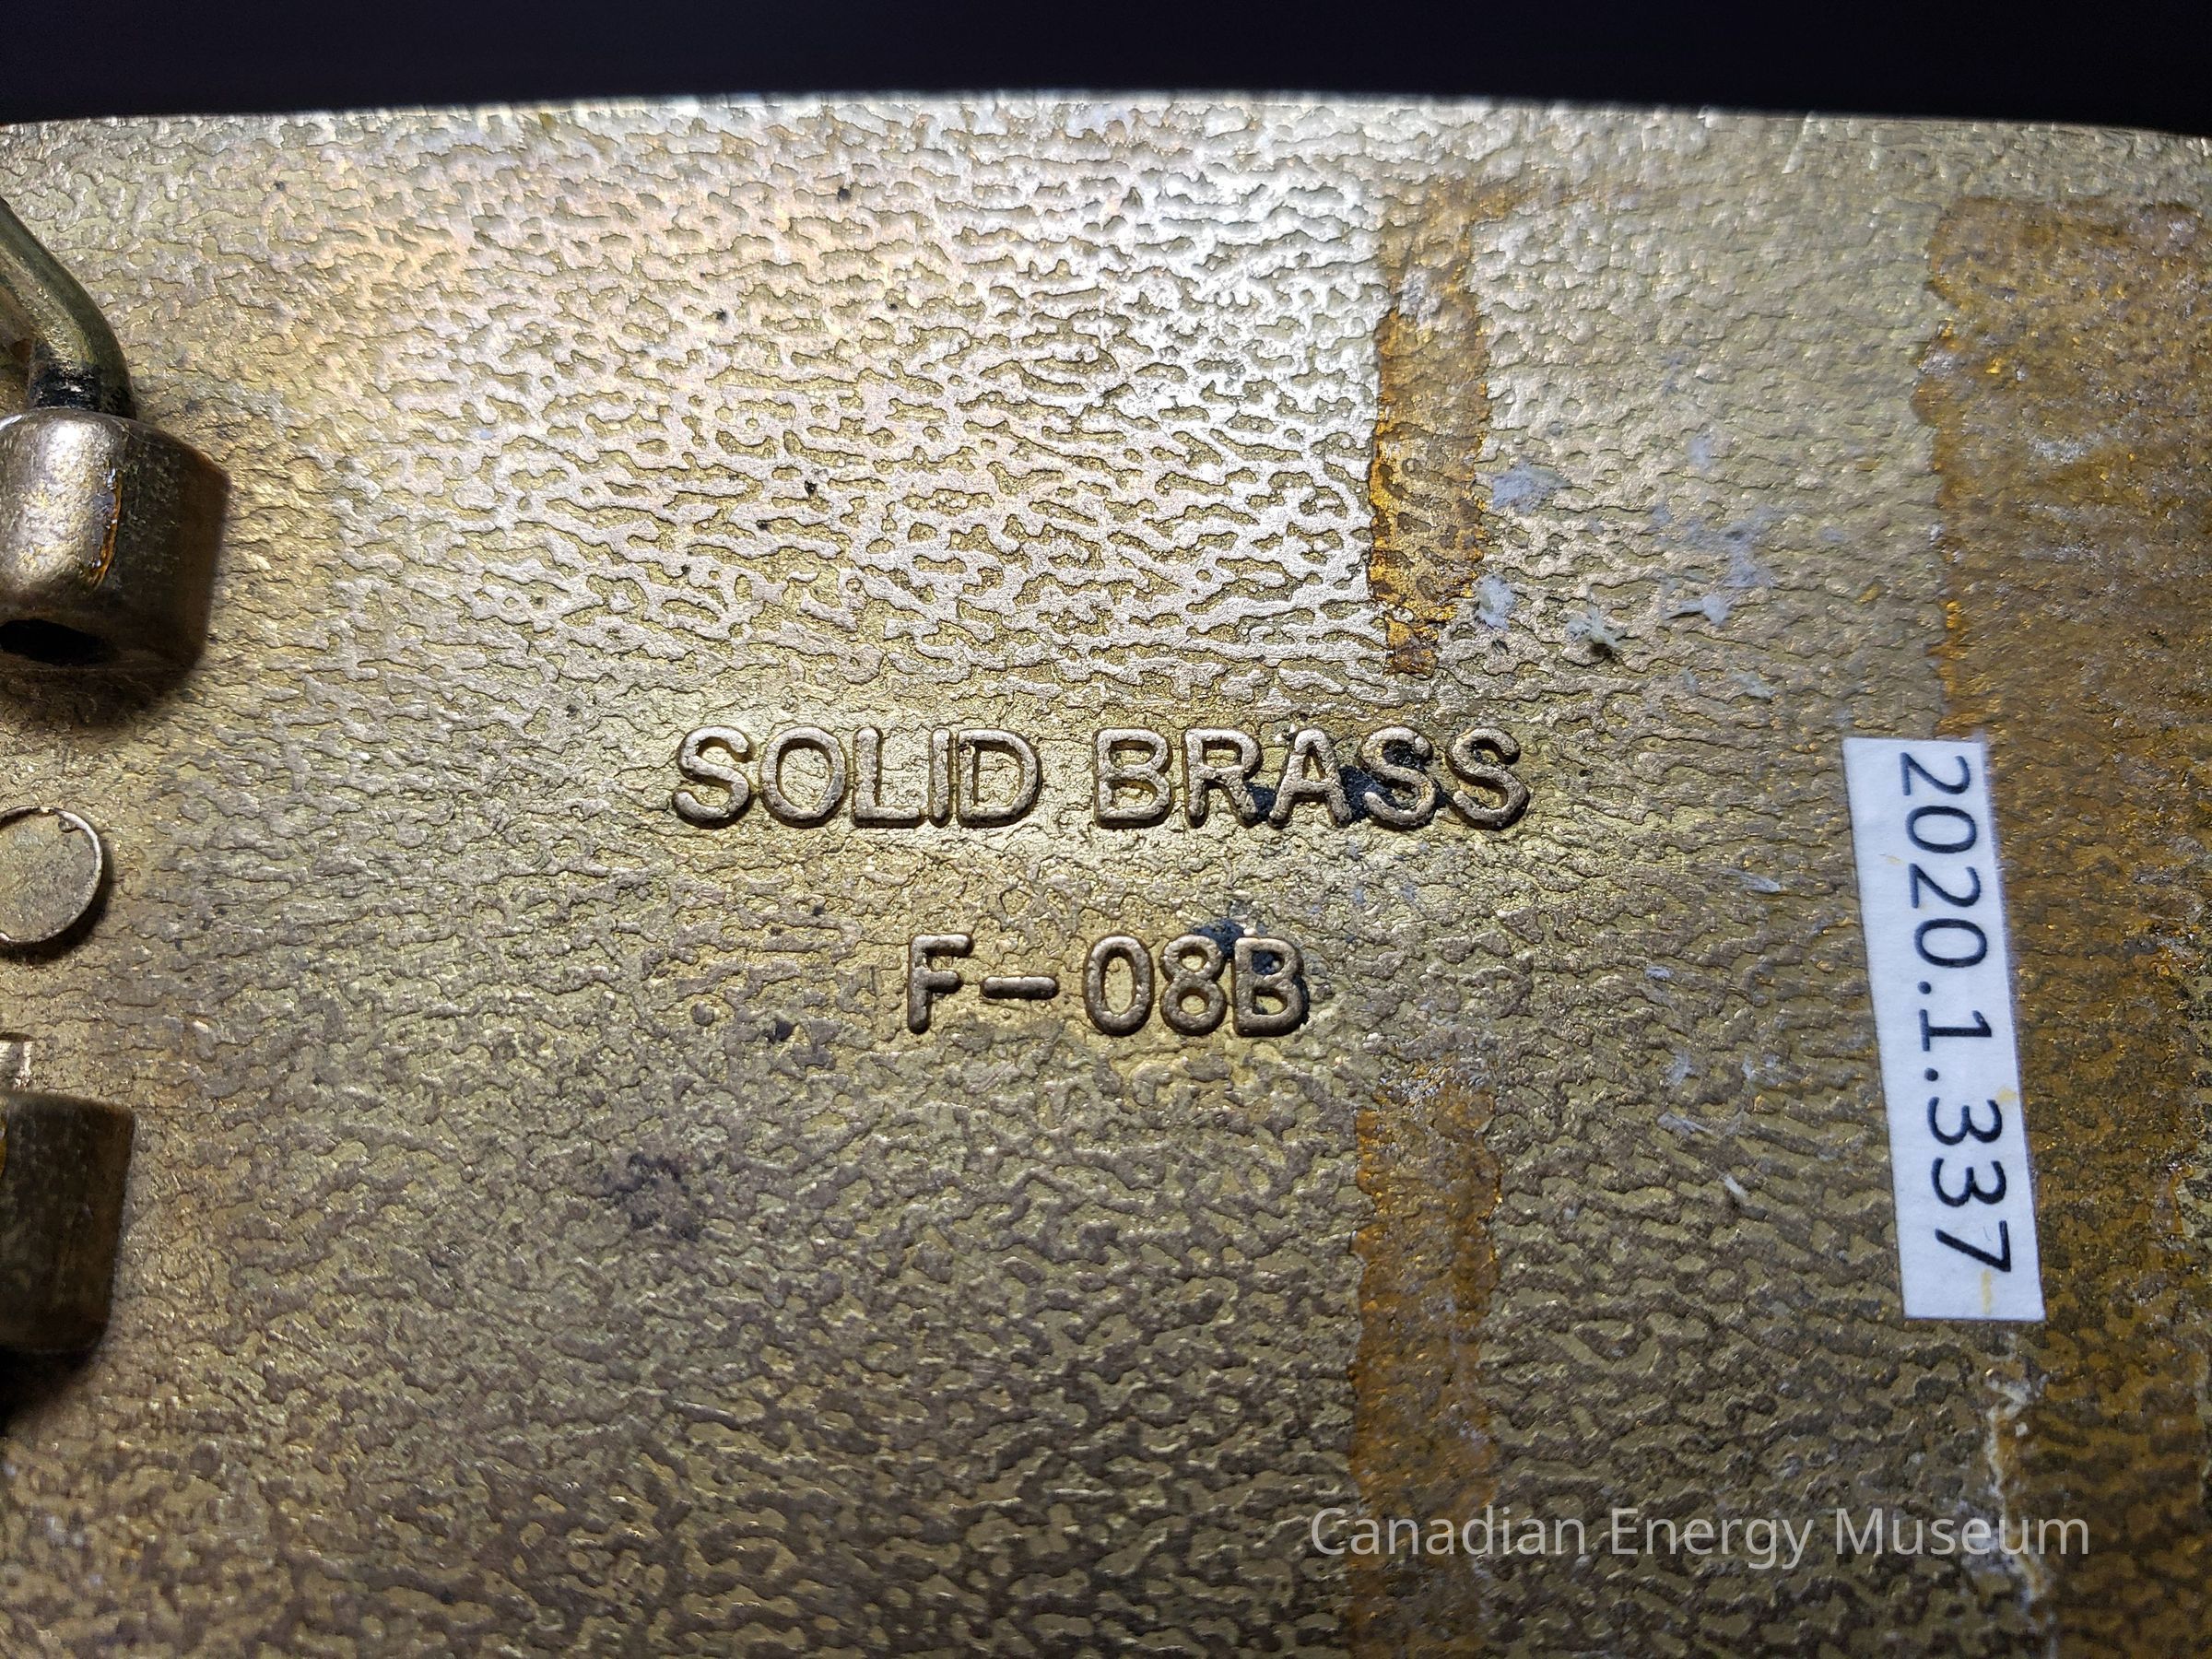 SOLID BRASS
F-08B
2020.1.337
Canadian Energy Museum